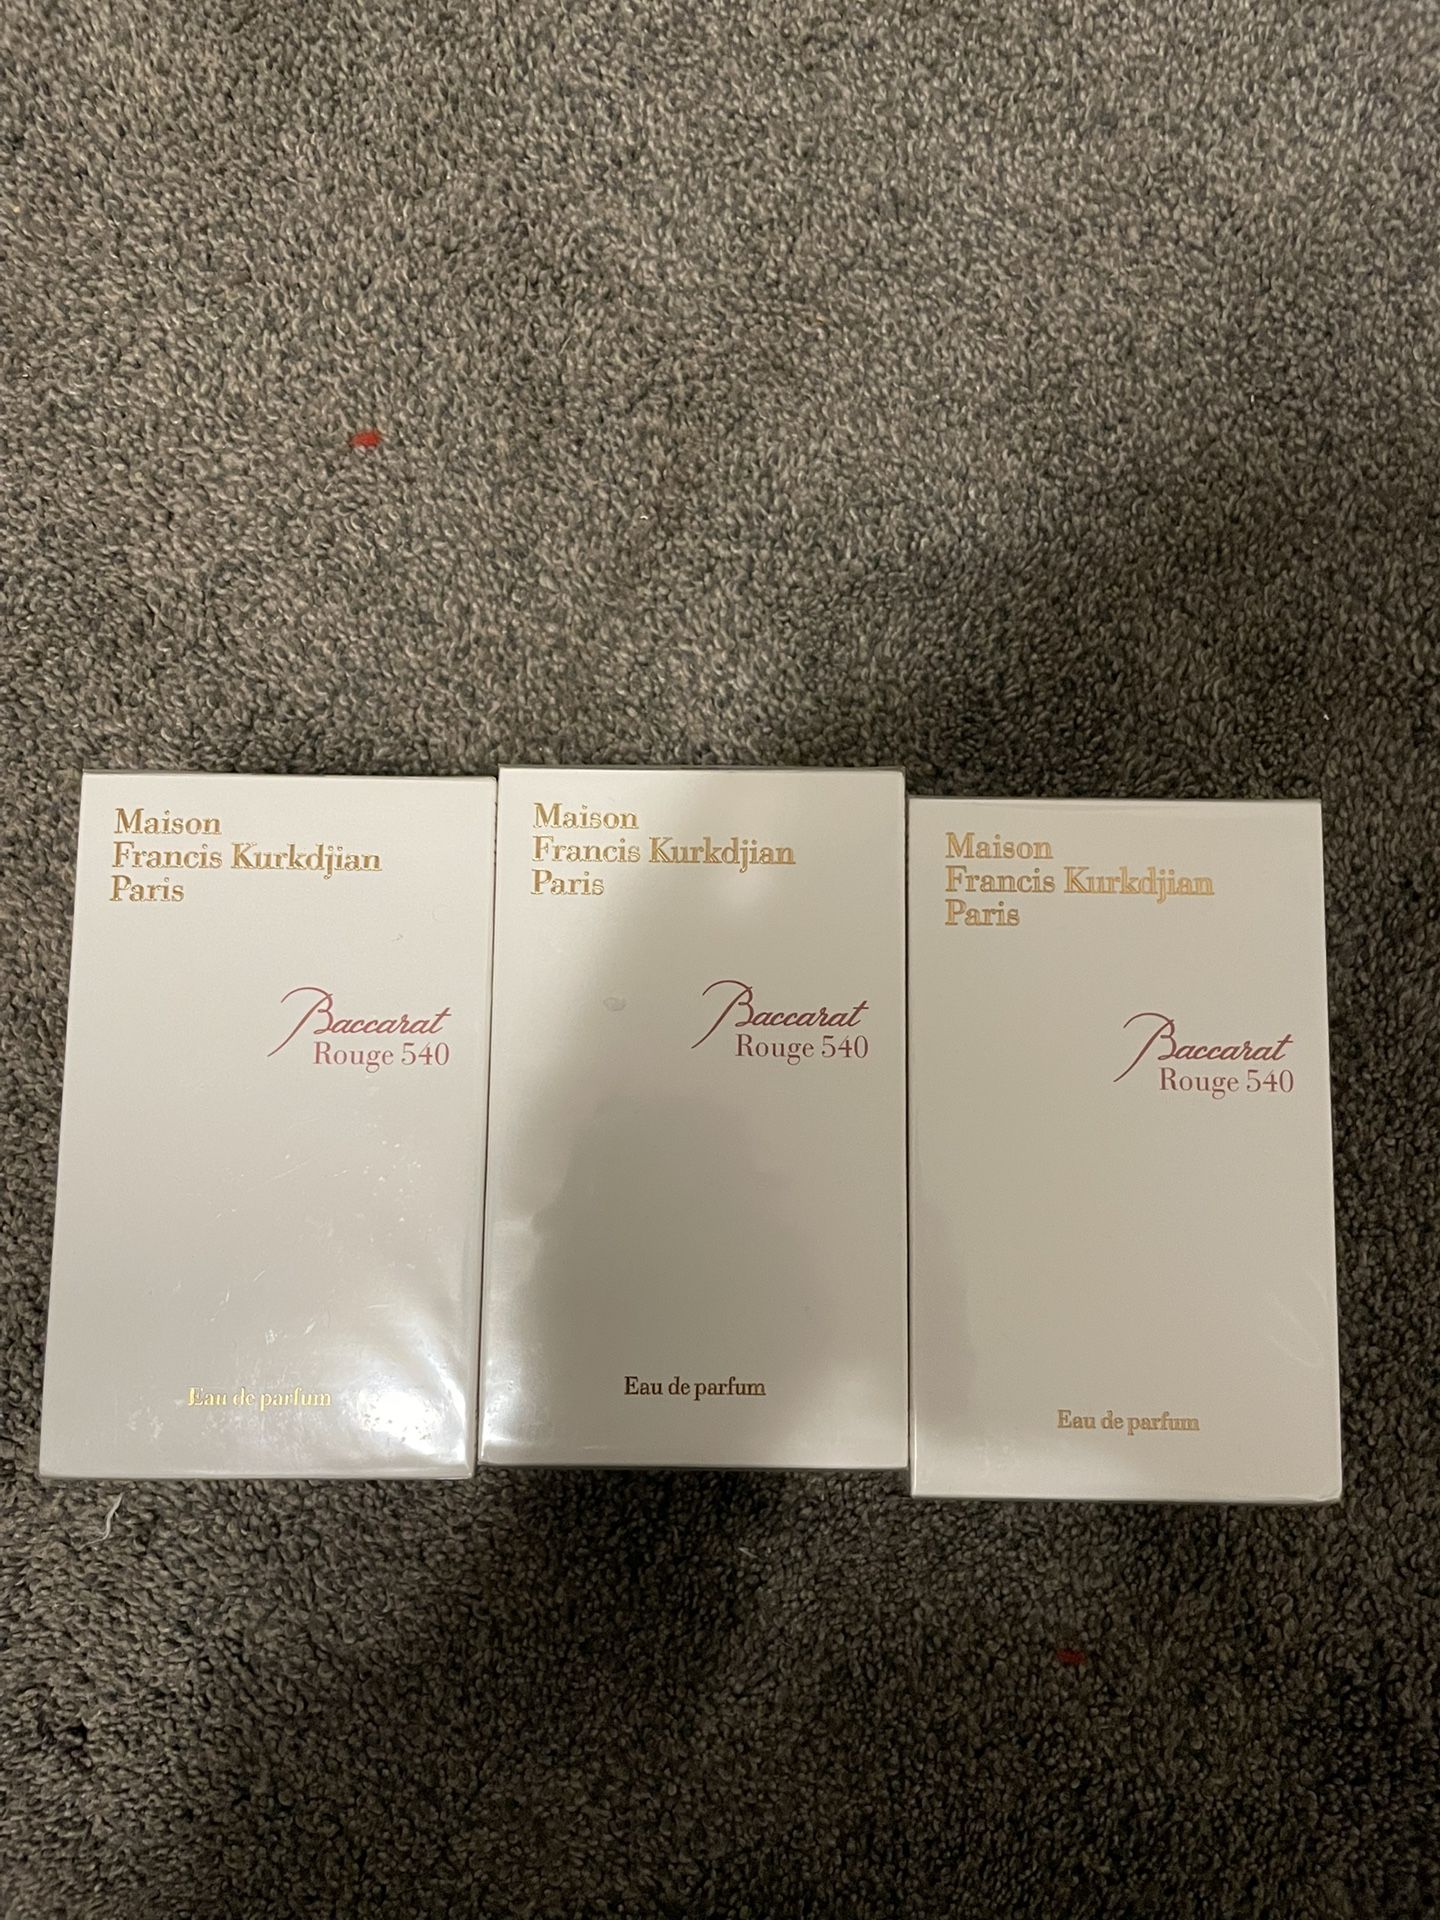 Maison
Francis Kurkdjian
Paris
Baccarat
Rouge 540
Eau de parfum
Maison
Francis Kurkdjian
Paris
Baccarat
Rouge 540
Eau de parfum
Maison
Francis Kurkdjian
Paris
Baccarat
Rouge 540
Eau de parfum